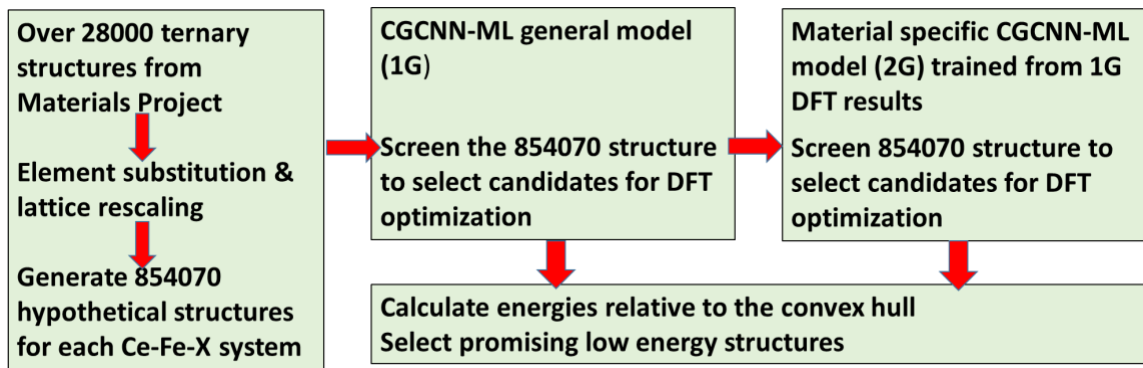 Over 28000 ternary
structures from
Materials Project
Element substitution &
lattice rescaling
Generate 854070
hypothetical structures
for each Ce-Fe-X system
CGCNN-ML general model
(1G)
Screen the 854070 structure
to select candidates for DFT
optimization
Material specific CGCNN-ML
model (2G) trained from 1G
DFT results
Screen 854070 structure to
select candidates for DFT
optimization
Calculate energies relative to the convex hull
Select promising low energy structures